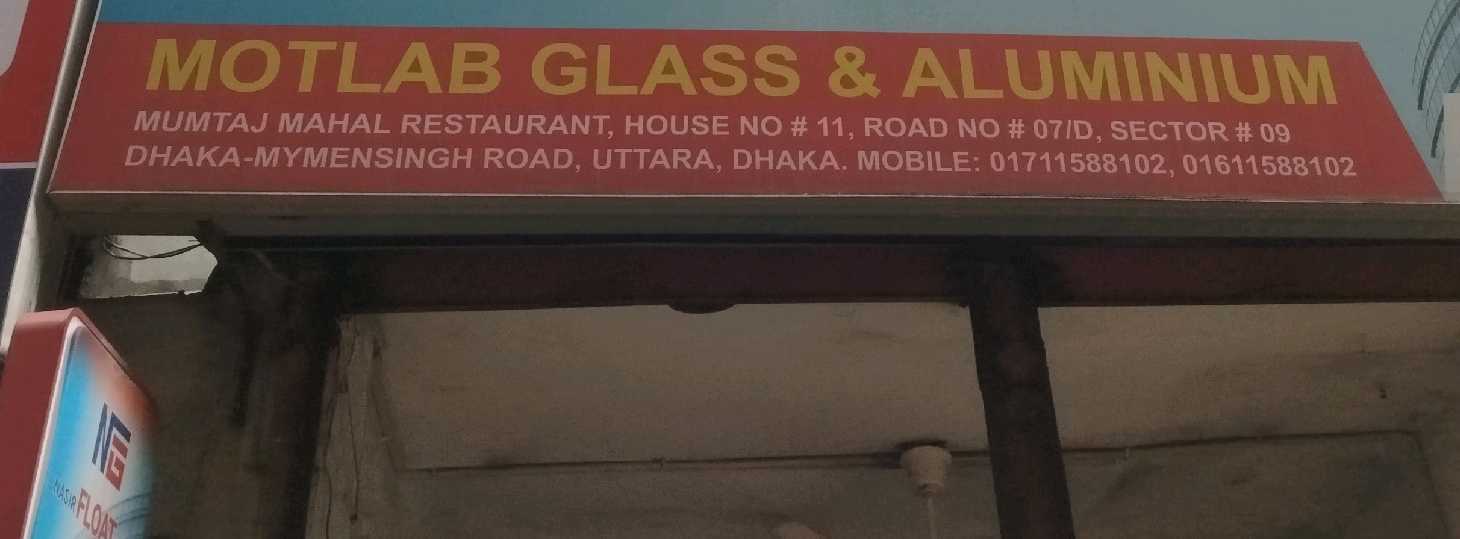 MOTLAB GLASS & ALUMINIUM
MUMTAJ MAHAL RESTAURANT, HOUSE NO # 11, ROAD NO # 07/D, SECTOR # 09
DHAKA-MYMENSINGH ROAD, UTTARA, DHAKA. MOBILE: 01711588102, 01611588102
NG
NASIR FLOAT